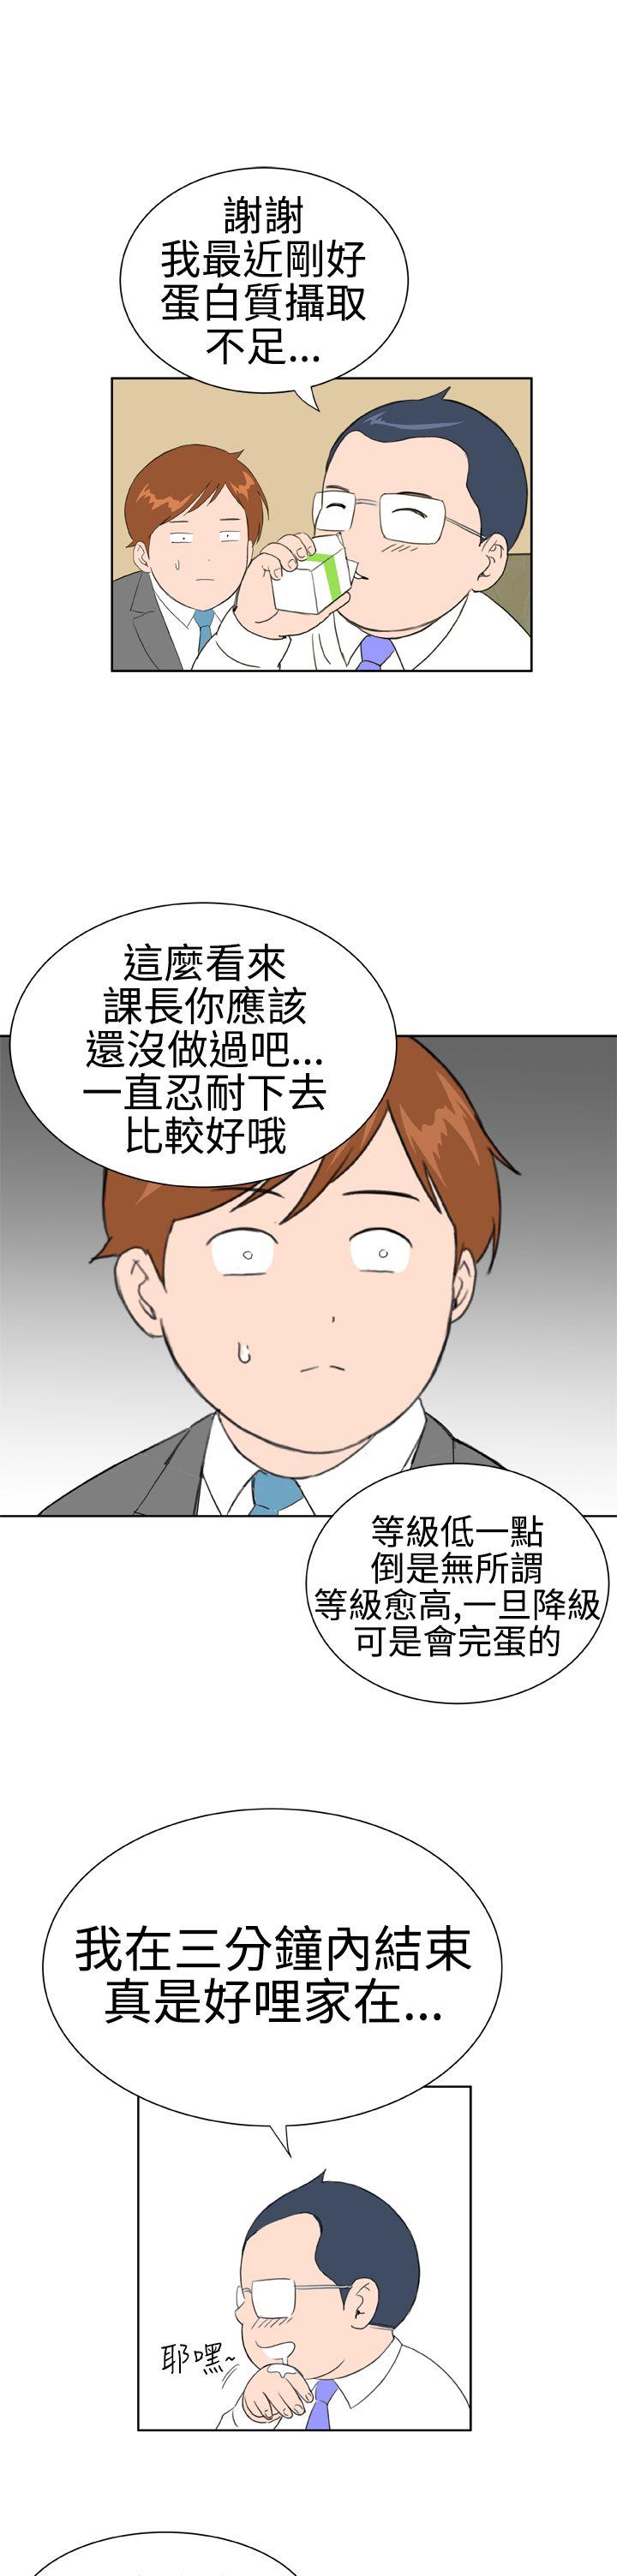 謝謝
我最近剛好
蛋白質攝取
不足...
這麼看來
課長你應該
還沒做過吧...
一直忍耐下去
比較好哦
等級低一點
倒是無所謂
等級愈高,一旦降級
可是會完蛋的
我在三分鐘內結束
真是好哩家在...
耶嘿~